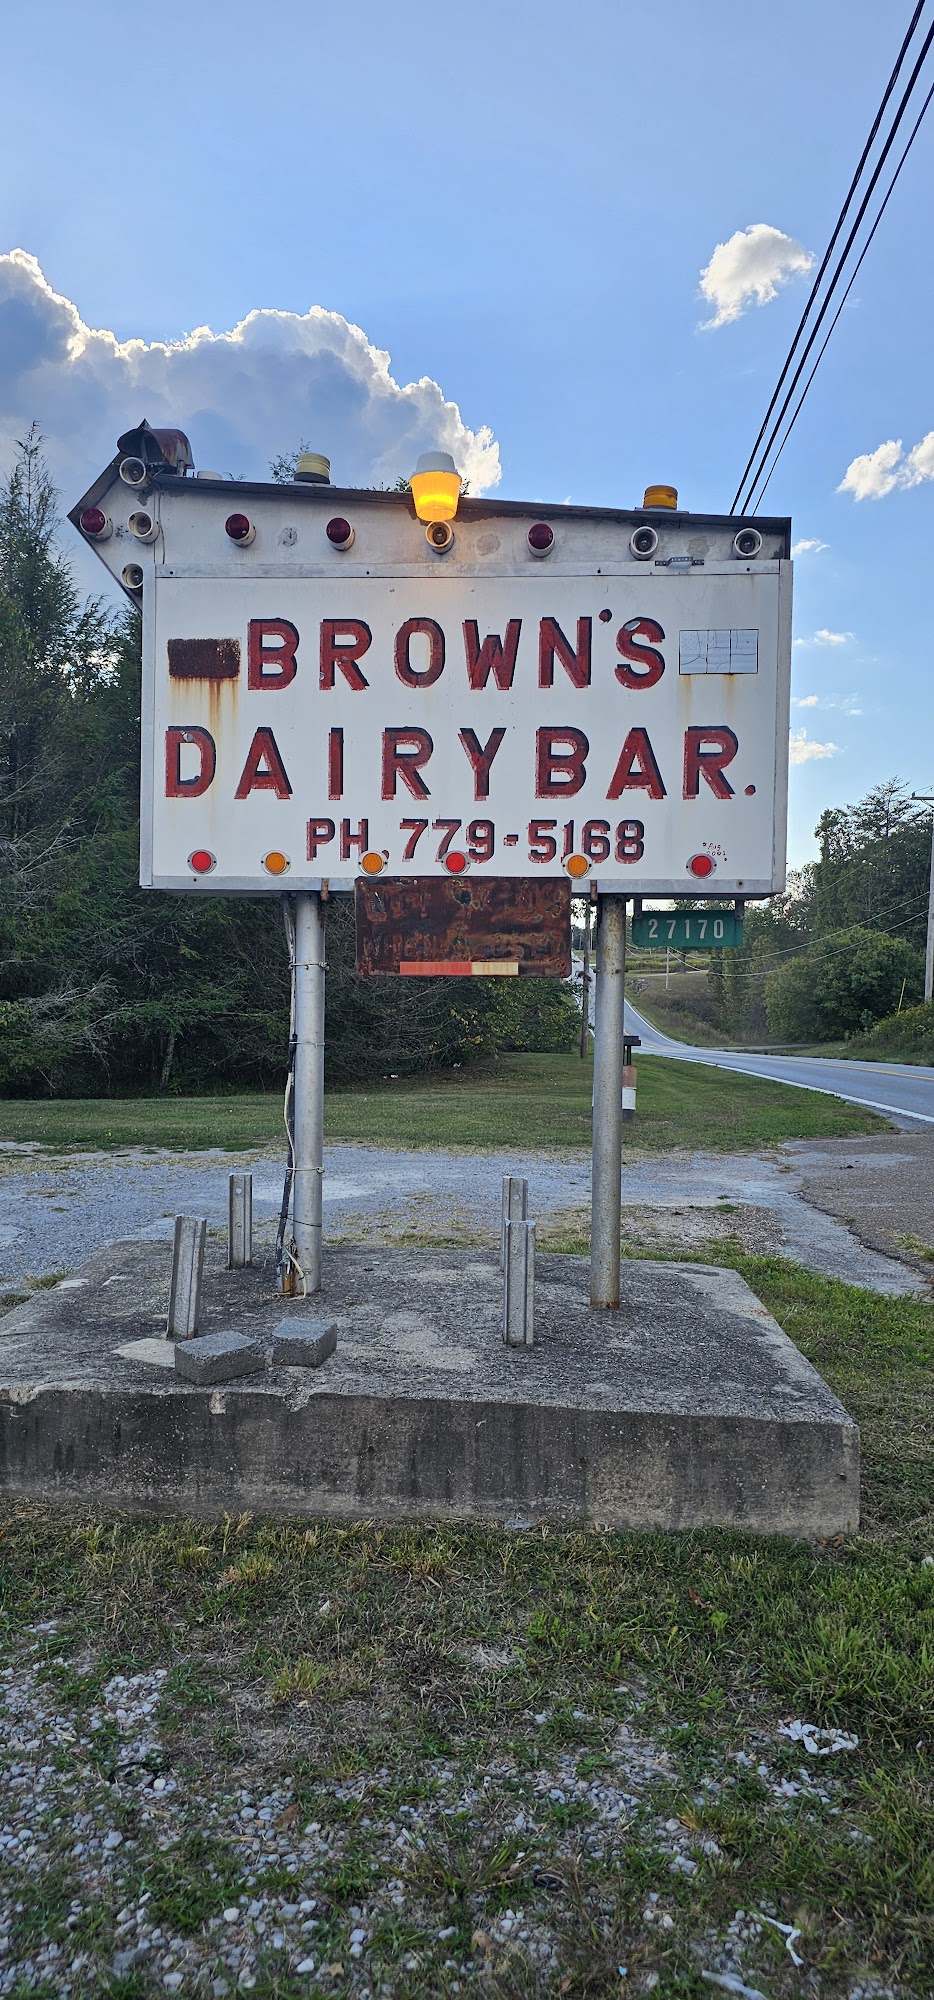 BROWN'S
DAIRYBAR.
PH. 779-5168
27170